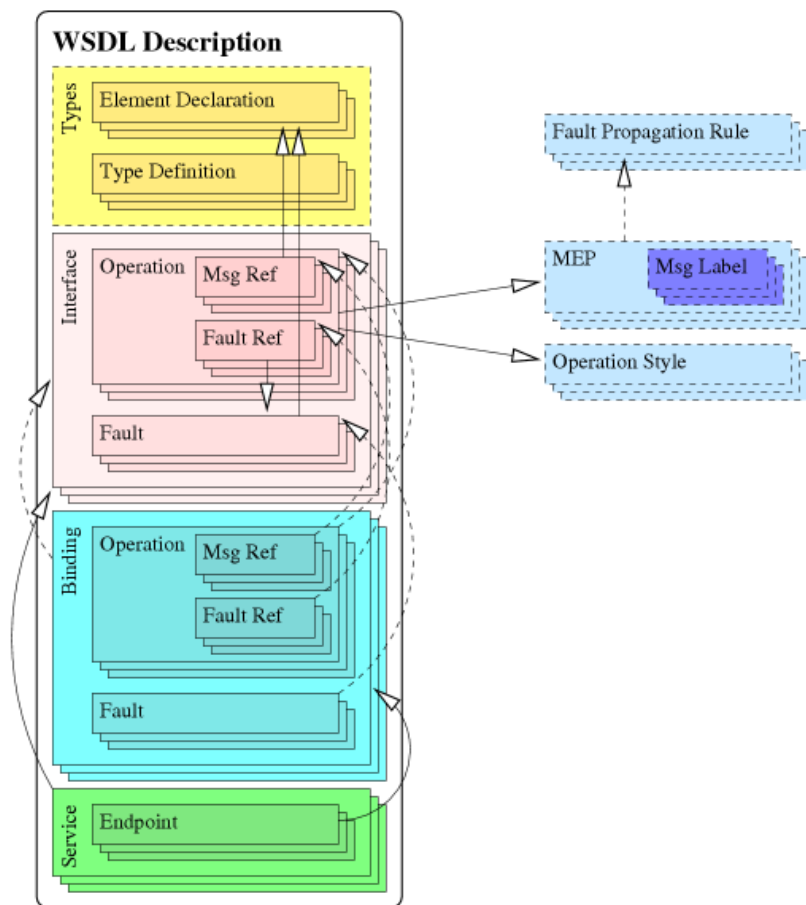 WSDL Description
Types
Element Declaration
Type Definition
Interface
Operation
Msg Ref
Fault Ref
Fault
Binding
Operation
Msg Ref
Fault Ref
Fault
Service
Endpoint
Fault Propagation Rule
MEP
Msg Label
Operation Style